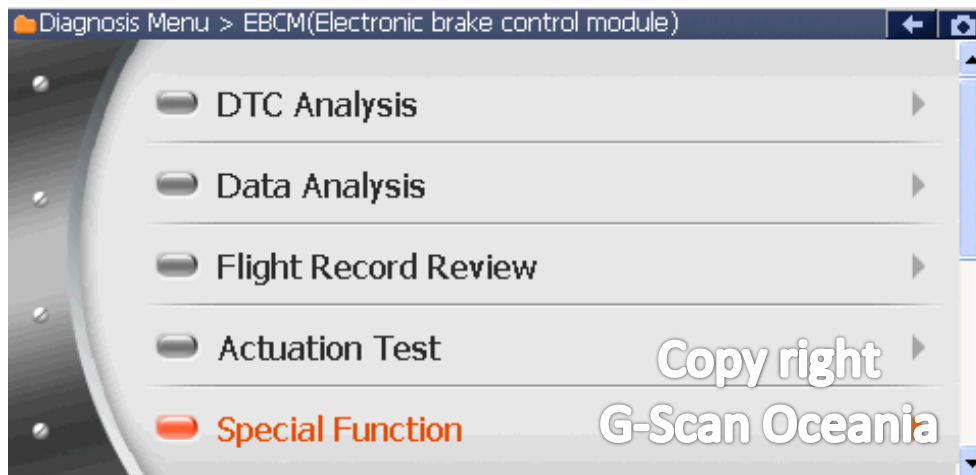 Diagnosis Menu > EBCM(Electronic brake control module)
DTC Analysis
Data Analysis
Flight Record Review
Actuation Test
Special Function
Copy right
G-Scan Oceania